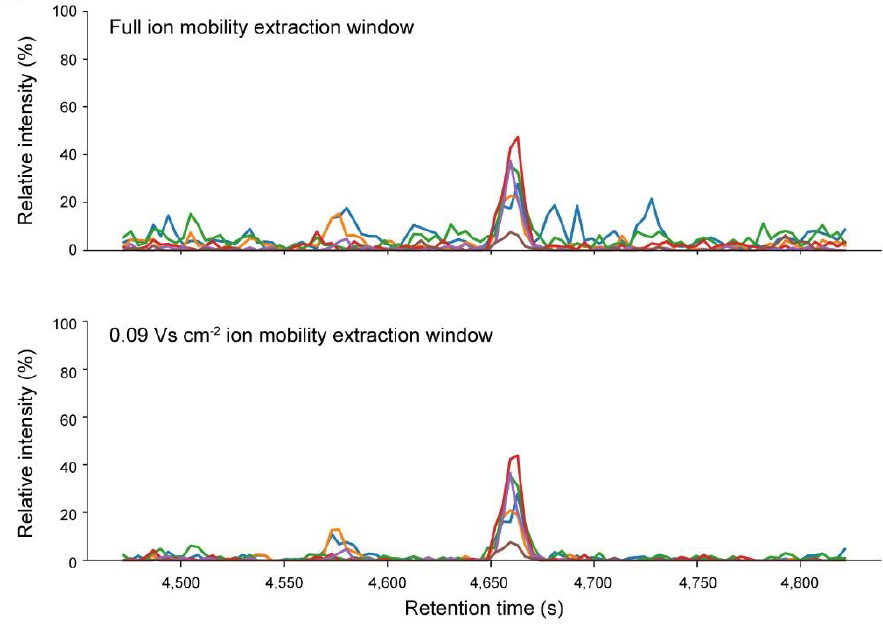 Full ion mobility extraction window
Relative intensity (%)
100
80
60
40
20
0
0.09 Vs cm⁻² ion mobility extraction window
Relative intensity (%)
100
80
60
40
20
0
4,500 4,550 4,600 4,650 4,700 4,750 4,800
Retention time (s)